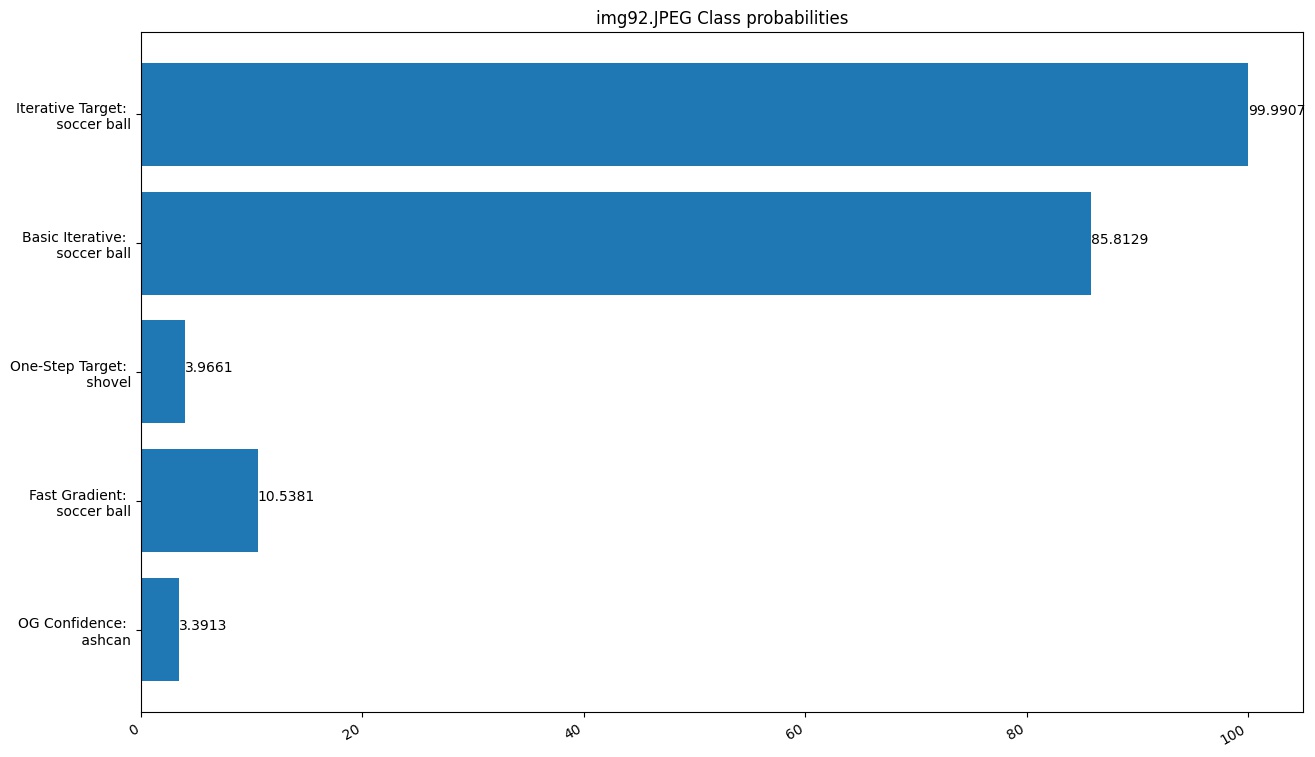 img92.JPEG Class probabilities
Iterative Target:
soccer ball
99.9907
Basic Iterative:
soccer ball
85.8129
One-Step Target:
shovel
3.9661
Fast Gradient:
soccer ball
10.5381
OG Confidence:
ashcan
3.3913
0 20 40 60 80 100